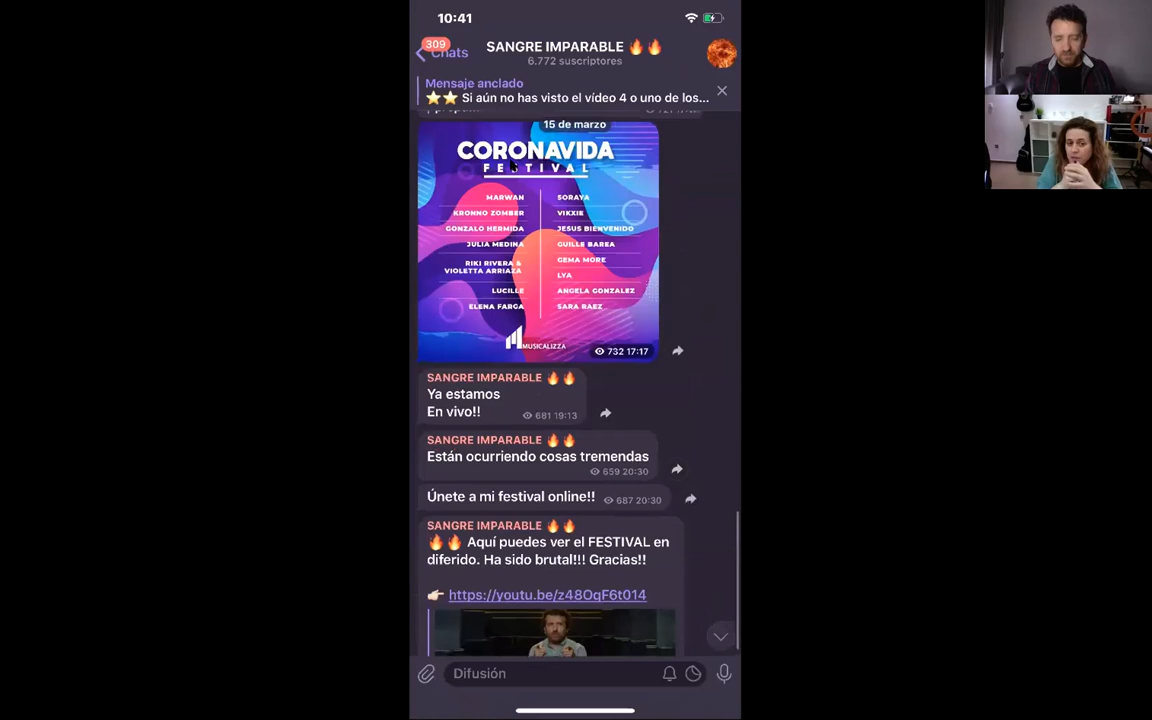 10:41
309
Chats
SANGRE IMPARABLE 🔥🔥
6.772 suscriptores
Mensaje anclado
⭐⭐ Si aún no has visto el vídeo 4 o uno de los...
15 de marzo
CORONAVIDA
FESTIVAL
MARWAN
KRONNO ZOMBER
GONZALO HERMIDA
JULIA MEDINA
RIKI RIVERA &
VIOLETTA ARRIAZA
LUCILLE
ELENA FARGA
SORAYA
VIKXIE
JESUS BIENVENIDO
GUILLE BAREA
GEMA MORE
LYA
ANGELA GONZALEZ
SARA RAEZ
MUSICALIZZA
732 17:17
SANGRE IMPARABLE 🔥🔥
Ya estamos
En vivo!!
681 19:13
SANGRE IMPARABLE 🔥🔥
Están ocurriendo cosas tremendas
659 20:30
Únete a mi festival online!!
687 20:30
SANGRE IMPARABLE 🔥🔥
🔥🔥 Aquí puedes ver el FESTIVAL en
diferido. Ha sido brutal!!! Gracias!!
👉 https://youtu.be/z48OqF6t014
Difusión